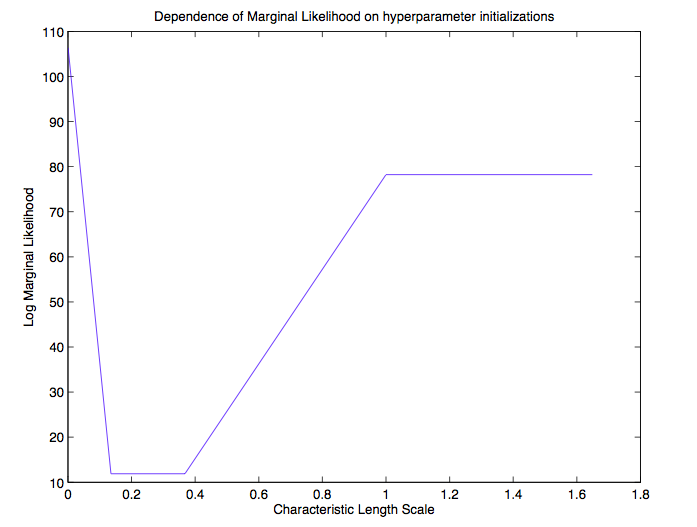 Dependence of Marginal Likelihood on hyperparameter initializations
110
100
90
80
70
60
50
40
30
20
10
Log Marginal Likelihood
0 0.2 0.4 0.6 0.8 1 1.2 1.4 1.6 1.8
Characteristic Length Scale